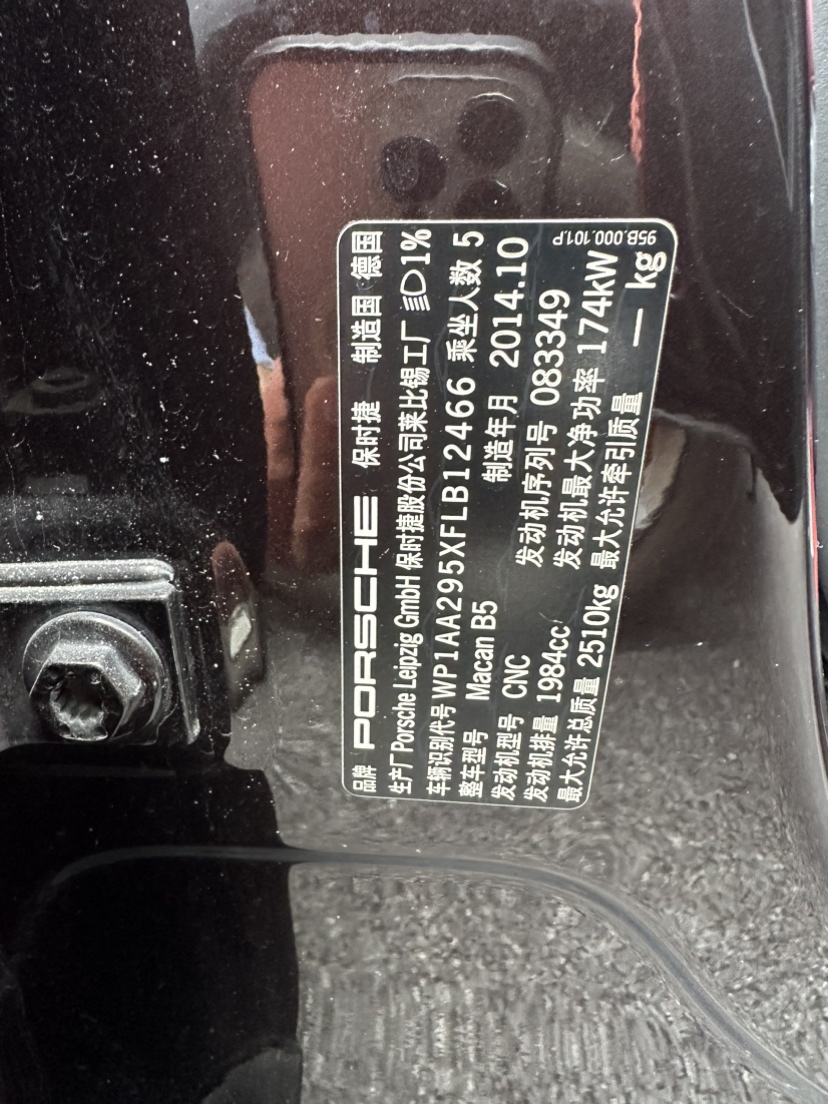 品牌 PORSCHE 保时捷 制造国 德国
生产厂 Porsche Leipzig GmbH 保时捷股份公司莱比锡工厂 1%
车辆识别代号 WP1AA295XFLB12466 乘坐人数 5
整车型号 Macan B5 制造年月 2014.10
发动机型号 CNC 发动机序列号 083349
发动机排量 1984cc 发动机最大净功率 174kW
最大允许总质量 2510kg 最大允许牵引质量 — kg
95B.000.101.P